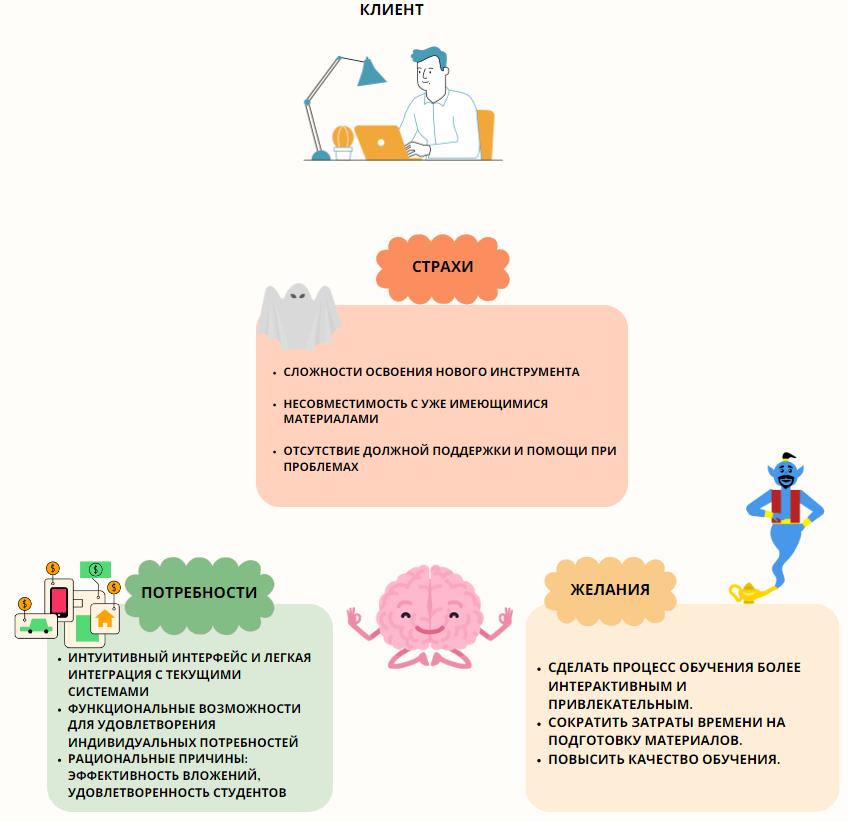 КЛИЕНТ
СТРАХИ
• СЛОЖНОСТИ ОСВОЕНИЯ НОВОГО ИНСТРУМЕНТА
• НЕСОВМЕСТИМОСТЬ С УЖЕ ИМЕЮЩИМИСЯ
МАТЕРИАЛАМИ
• ОТСУТСТВИЕ ДОЛЖНОЙ ПОДДЕРЖКИ И ПОМОЩИ ПРИ
ПРОБЛЕМАХ
$
$
$
$
ПОТРЕБНОСТИ
• ИНТУИТИВНЫЙ ИНТЕРФЕЙС И ЛЕГКАЯ
ИНТЕГРАЦИЯ С ТЕКУЩИМИ
СИСТЕМАМИ
• ФУНКЦИОНАЛЬНЫЕ ВОЗМОЖНОСТИ
ДЛЯ УДОВЛЕТВОРЕНИЯ
ИНДИВИДУАЛЬНЫХ ПОТРЕБНОСТЕЙ
• РАЦИОНАЛЬНЫЕ ПРИЧИНЫ:
ЭФФЕКТИВНОСТЬ ВЛОЖЕНИЙ,
УДОВЛЕТВОРЕННОСТЬ СТУДЕНТОВ
ЖЕЛАНИЯ
• СДЕЛАТЬ ПРОЦЕСС ОБУЧЕНИЯ БОЛЕЕ
ИНТЕРАКТИВНЫМ И
ПРИВЛЕКАТЕЛЬНЫМ.
• СОКРАТИТЬ ЗАТРАТЫ ВРЕМЕНИ НА
ПОДГОТОВКУ МАТЕРИАЛОВ.
• ПОВЫСИТЬ КАЧЕСТВО ОБУЧЕНИЯ.